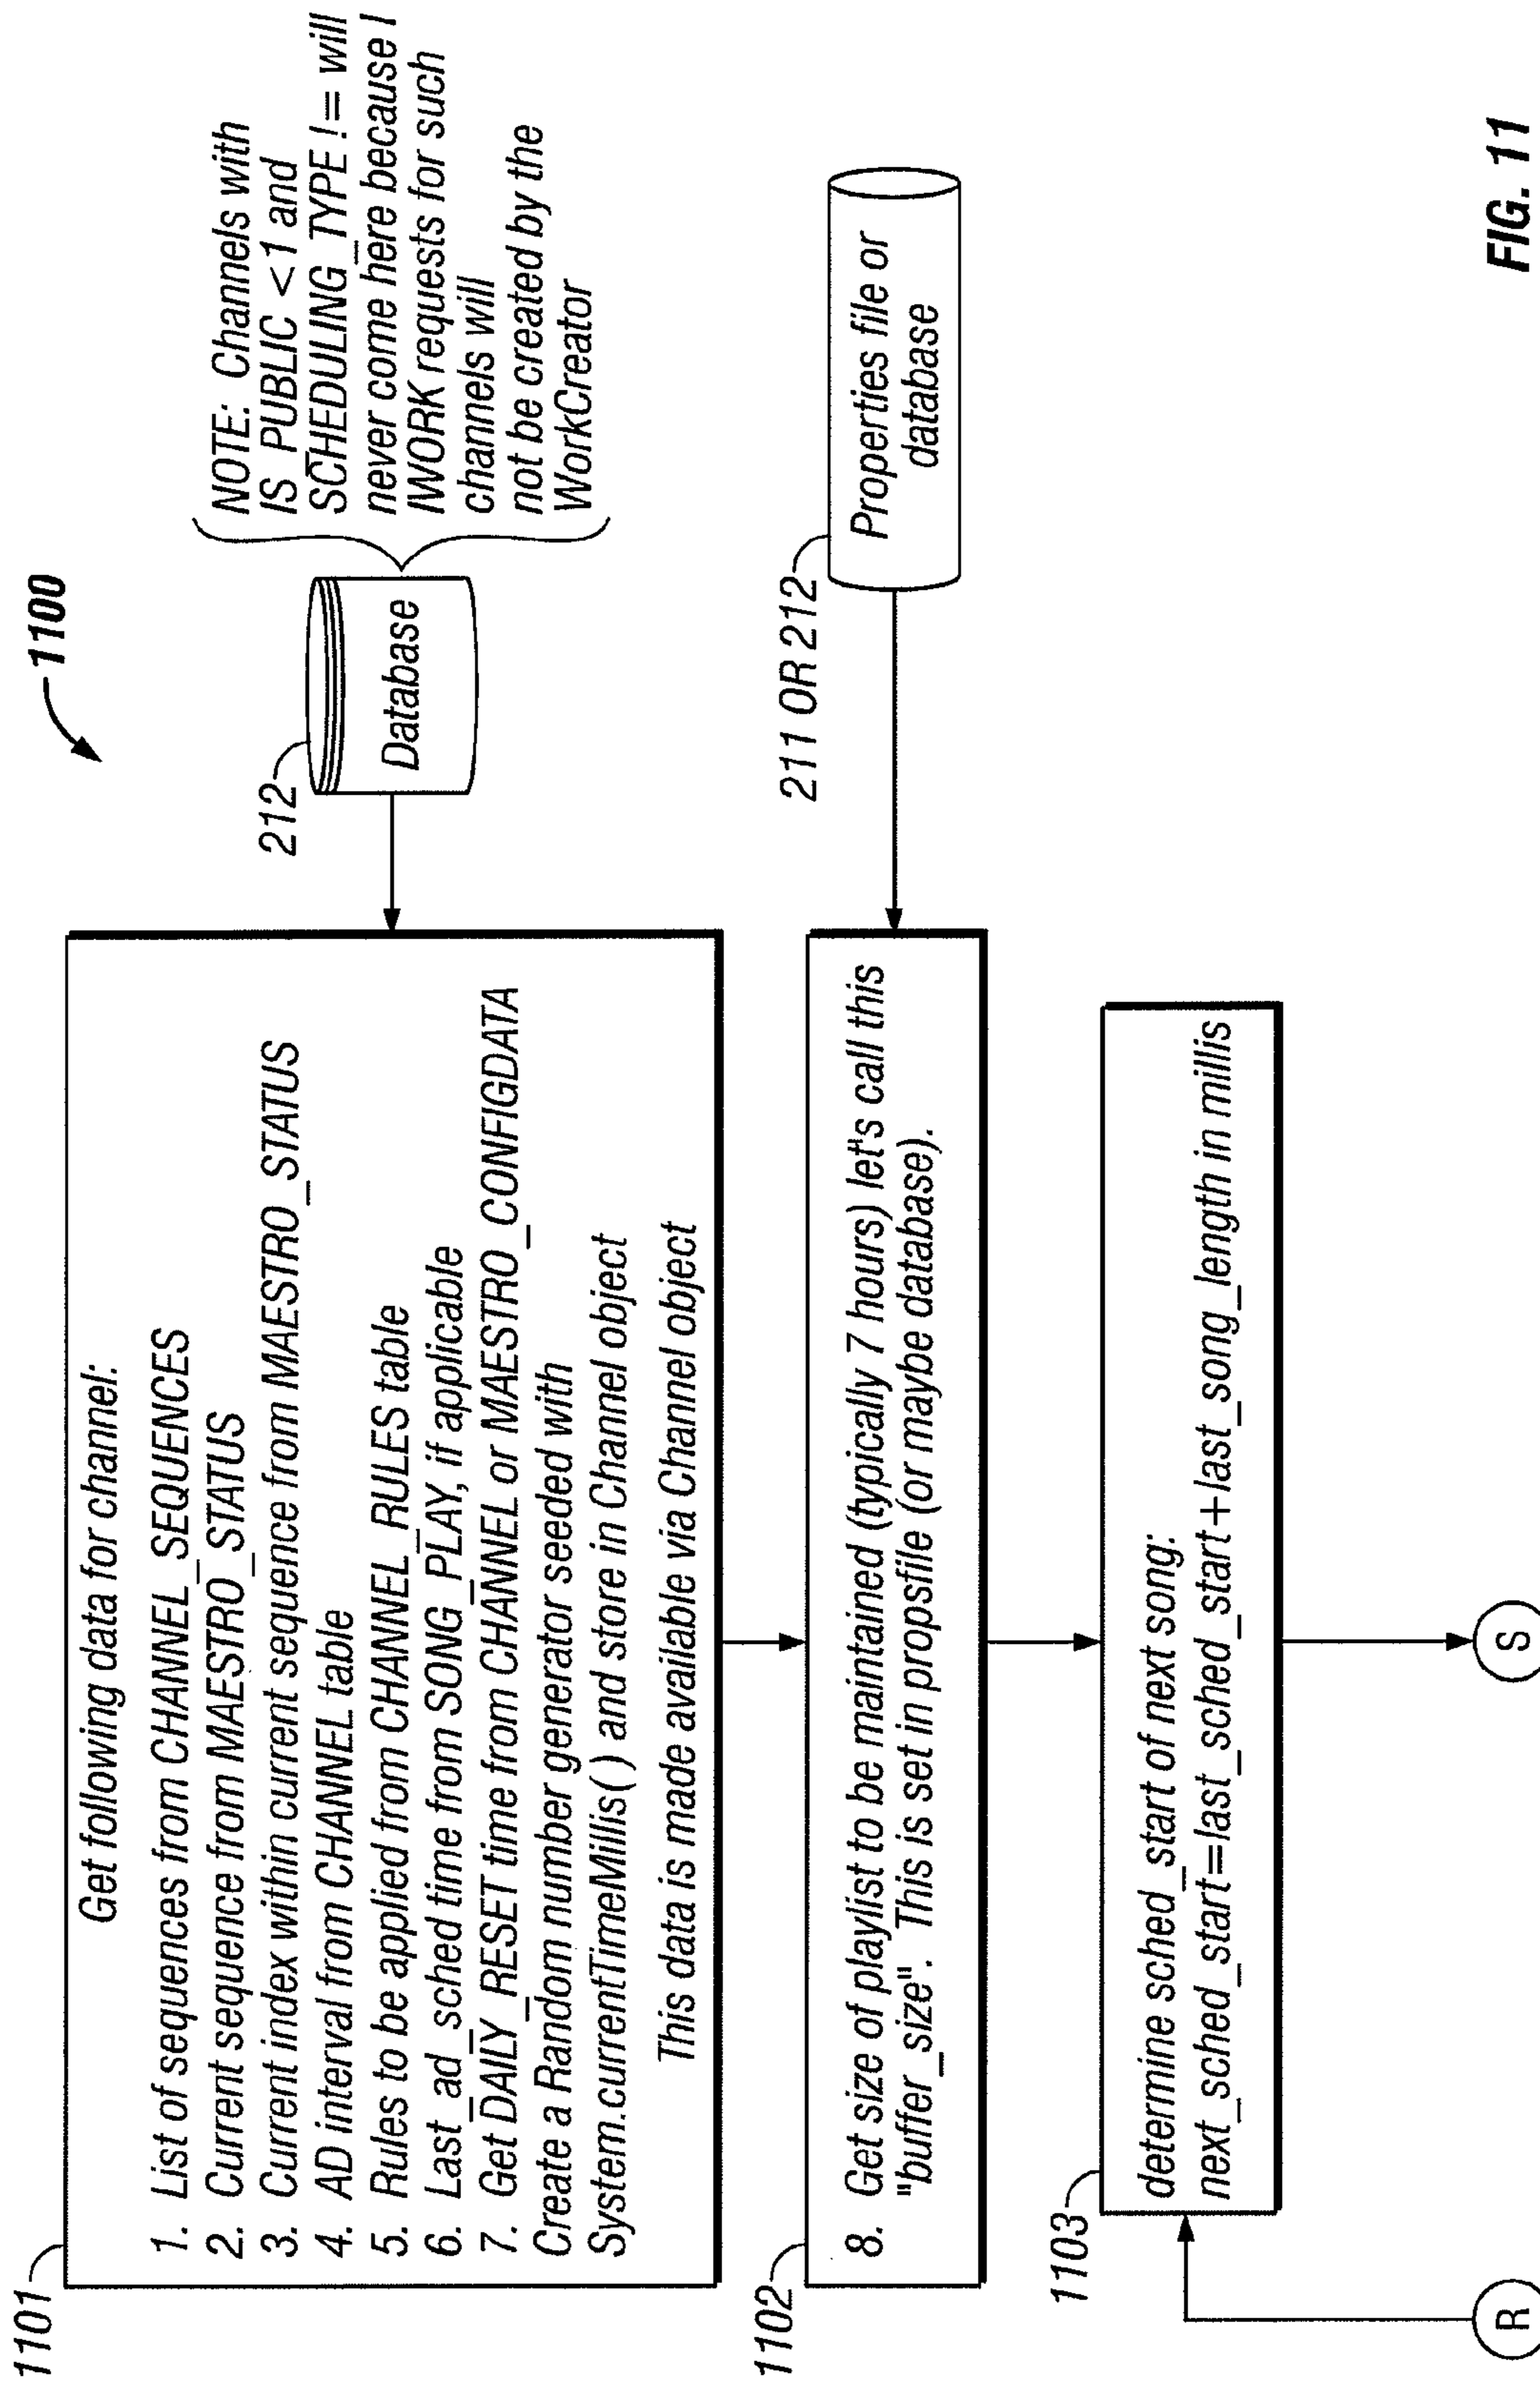 1100
1101
Get following data for channel:
1. List of sequences from CHANNEL_SEQUENCES
2. Current sequence from MAESTRO_STATUS
3. Current index within current sequence from MAESTRO_STATUS
4. AD interval from CHANNEL table
5. Rules to be applied from CHANNEL_RULES table
6. Last_ad_sched time from SONG_PLAY, if applicable
7. Get DAILY_RESET time from CHANNEL or MAESTRO_CONFIGDATA
Create a Random number generator seeded with
System.currentTimeMillis( ) and store in Channel object
This data is made available via Channel object
212
Database
NOTE: Channels with
IS_PUBLIC <1 and
SCHEDULING_TYPE != will
never come here because I
IWORK requests for such
channels will
not be created by the
WorkCreator
1102
8. Get size of playlist to be maintained (typically 7 hours) let's call this
"buffer_size". This is set in propsfile (or maybe database).
211 OR 212
Properties file or
database
1103
determine sched_start of next song:
next_sched_start=last_sched_start+last_song_length in millis
R
S
FIG. 11